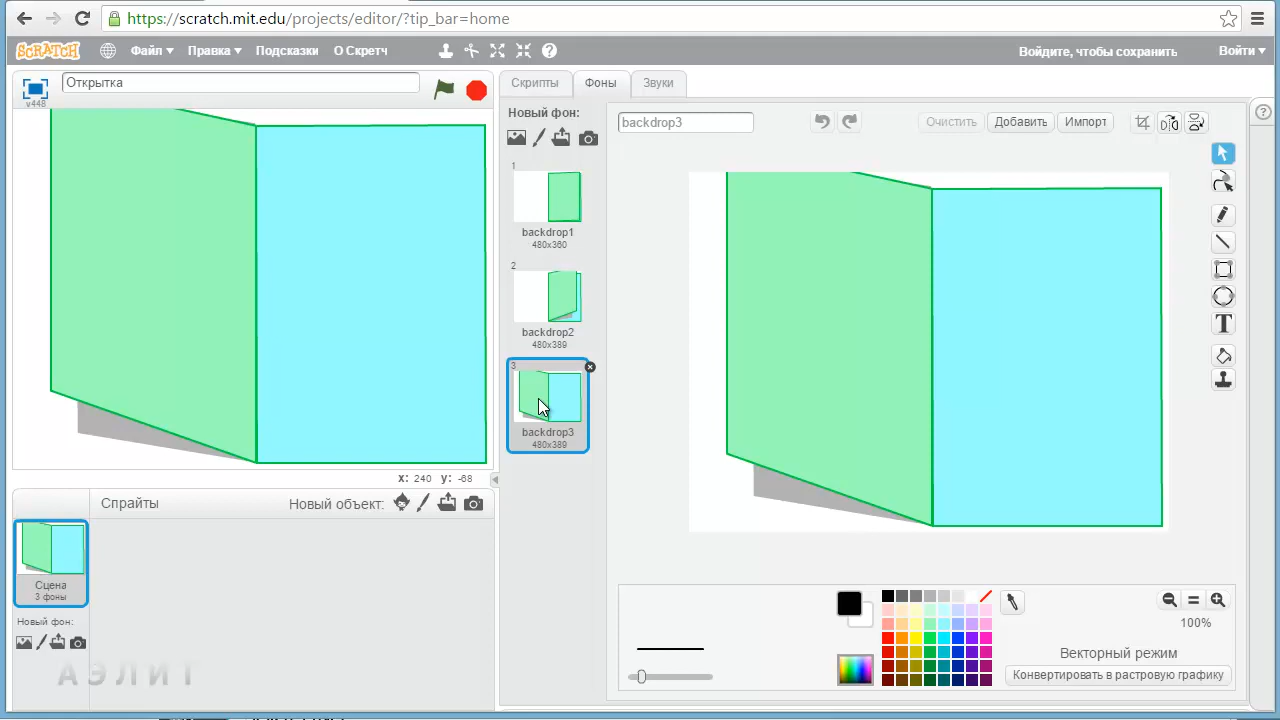 https://scratch.mit.edu/projects/editor/?tip_bar=home
SCRATCH Файл Правка Подсказки О Скретч Войдите, чтобы сохранить Войти
v448
Открытка
Скрипты Фоны Звуки
Новый фон:
backdrop3
Очистить Добавить Импорт
1
backdrop1
480x360
2
backdrop2
480x389
3
backdrop3
480x389
T
x: 240 y: -68
Спрайты Новый объект:
Сцена
3 фоны
Новый фон:
100%
Векторный режим
Конвертировать в растровую графику